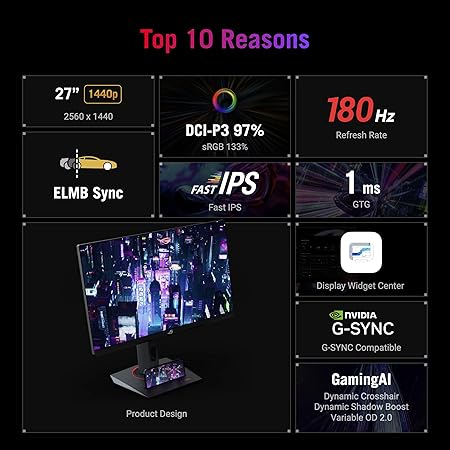 Top 10 Reasons
27” 1440p
2560 x 1440
DCI-P3 97%
sRGB 133%
180Hz
Refresh Rate
ELMB Sync
FAST IPS
Fast IPS
1 ms
GTG
Product Design
Display Widget Center
NVIDIA
G-SYNC
G-SYNC Compatible
GamingAI
Dynamic Crosshair
Dynamic Shadow Boost
Variable OD 2.0